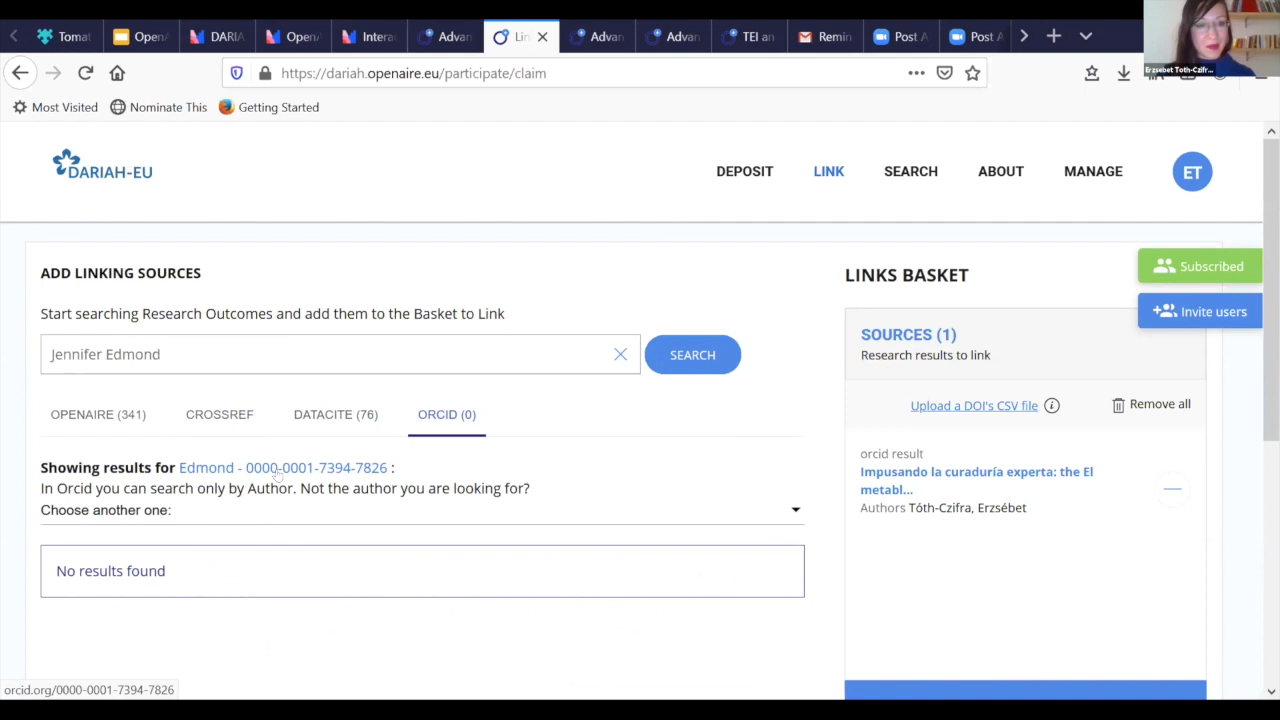 Tomat
OpenA
DARIA
OpenA
Intera
Advan
Lin
Advan
Advan
TEI an
Remin
Post A
Post A
Erzsebet Toth-Czifr...
https://dariah.openaire.eu/participate/claim
Most Visited
Nominate This
Getting Started
DARIAH-EU
DEPOSIT
LINK
SEARCH
ABOUT
MANAGE
ET
Subscribed
Invite users
ADD LINKING SOURCES
Start searching Research Outcomes and add them to the Basket to Link
Jennifer Edmond
SEARCH
OPENAIRE (341)
CROSSREF
DATACITE (76)
ORCID (0)
Showing results for Edmond - 0000-0001-7394-7826 :
In Orcid you can search only by Author. Not the author you are looking for?
Choose another one:
No results found
LINKS BASKET
SOURCES (1)
Research results to link
Upload a DOI's CSV file
Remove all
orcid result
Impusando la curaduría experta: the El
metabl...
Authors Tóth-Czifra, Erzsébet
orcid.org/0000-0001-7394-7826